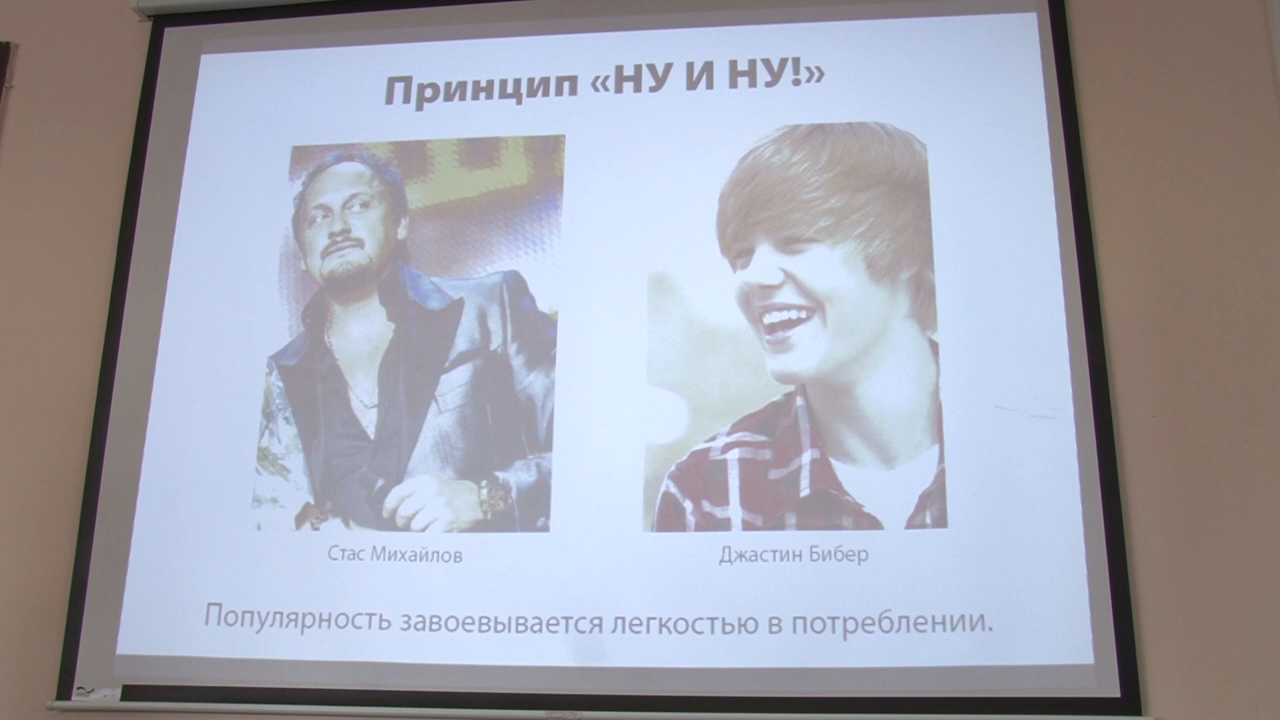 Принцип «НУ И НУ!»
Стас Михайлов
Джастин Бибер
Популярность завоевывается легкостью в потреблении.